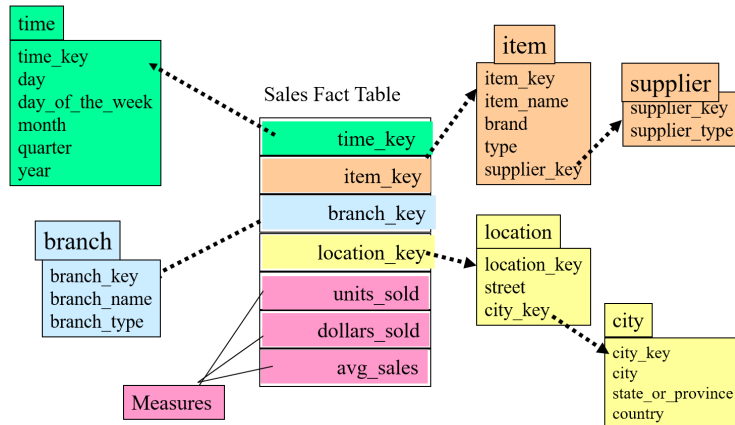 time
time_key
day
day_of_the_week
month
quarter
year
Sales Fact Table
time_key
item_key
branch_key
location_key
units_sold
dollars_sold
avg_sales
Measures
branch
branch_key
branch_name
branch_type
item
item_key
item_name
brand
type
supplier_key
supplier
supplier_key
supplier_type
location
location_key
street
city_key
city
city_key
city
state_or_province
country